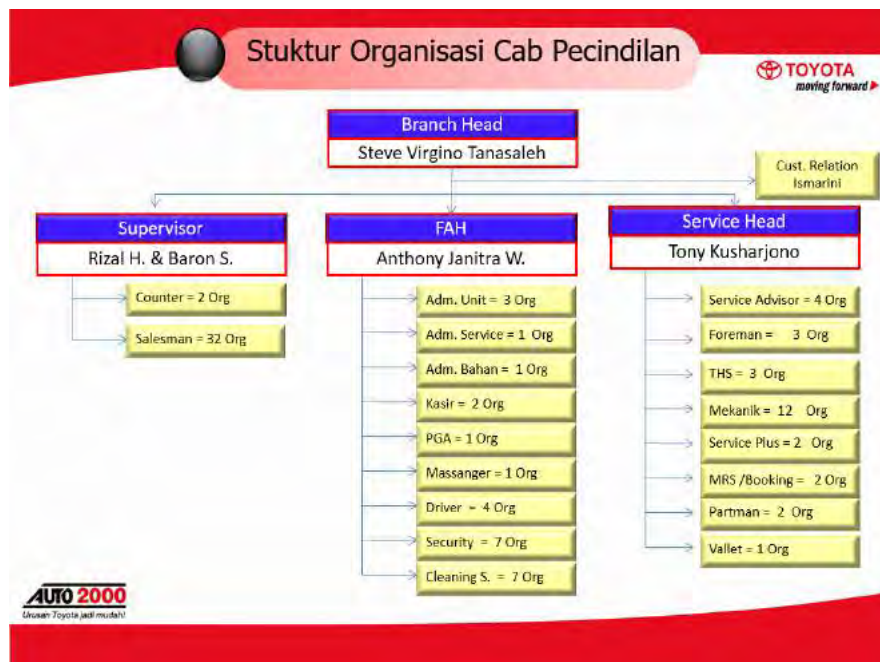 Stuktur Organisasi Cab Pecindilan
TOYOTA
moving forward
Branch Head
Steve Virgino Tanasaleh
Cust. Relation
Ismarini
Supervisor
Rizal H. & Baron S.
Counter = 2 Org
Salesman = 32 Org
FAH
Anthony Janitra W.
Adm. Unit = 3 Org
Adm. Service = 1 Org
Adm. Bahan = 1 Org
Kasir = 2 Org
PGA = 1 Org
Massanger = 1 Org
Driver = 4 Org
Security = 7 Org
Cleaning S. = 7 Org
Service Head
Tony Kusharjono
Service Advisor = 4 Org
Foreman = 3 Org
THS = 3 Org
Mekanik = 12 Org
Service Plus = 2 Org
MRS /Booking = 2 Org
Partman = 2 Org
Vallet = 1 Org
AUTO 2000
Urusan Toyota jadi mudah!